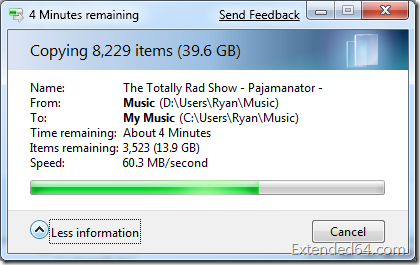 4 Minutes remaining Send Feedback
Copying 8,229 items (39.6 GB)
Name: The Totally Rad Show - Pajamanator -
From: Music (D:\Users\Ryan\Music)
To: My Music (C:\Users\Ryan\Music)
Time remaining: About 4 Minutes
Items remaining: 3,523 (13.9 GB)
Speed: 60.3 MB/second
Less information Cancel
Extended64.com